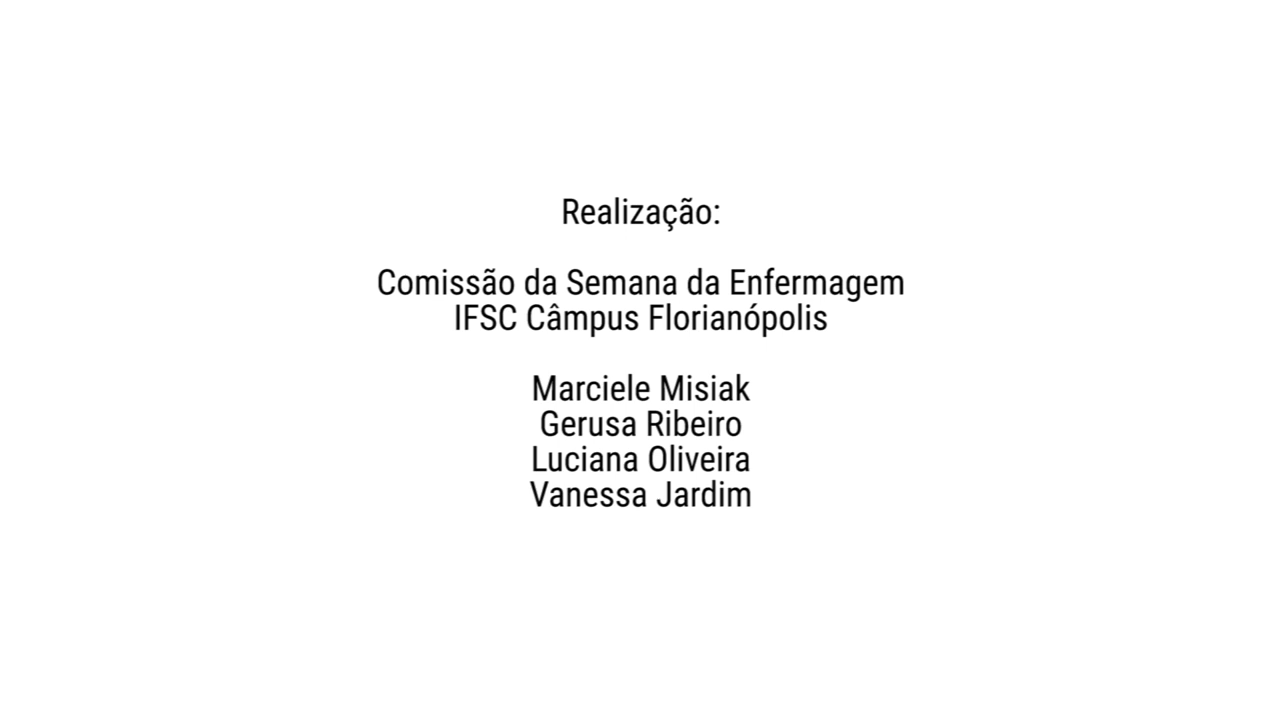 Realização:
Comissão da Semana da Enfermagem
IFSC Câmpus Florianópolis
Marciele Misiak
Gerusa Ribeiro
Luciana Oliveira
Vanessa Jardim